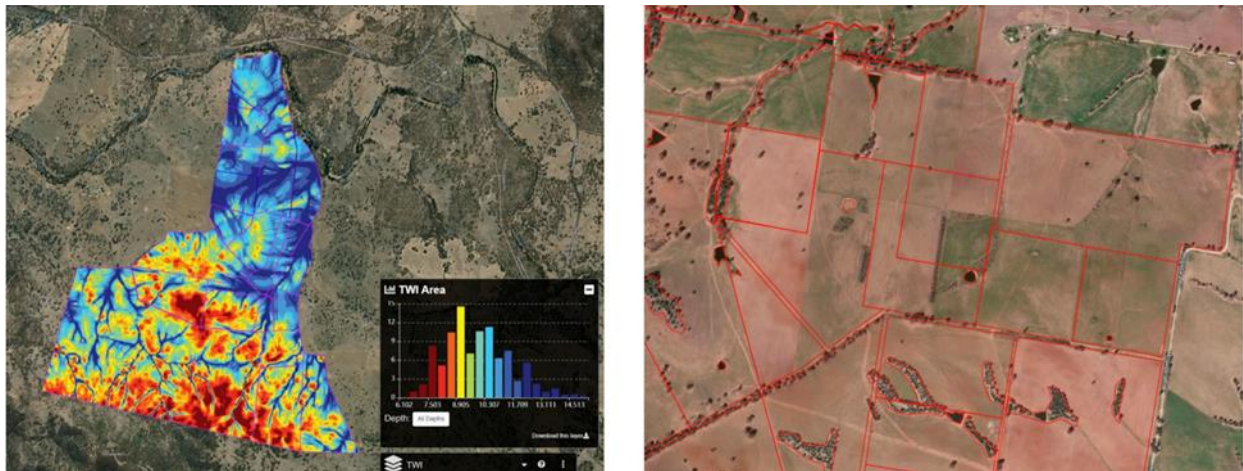 TWI Area
15
12
9
6
3
0
6.102 7.503 8.905 10.307 11.709 13.111 14.513
Depth: All Depths
Download this layer
TWI